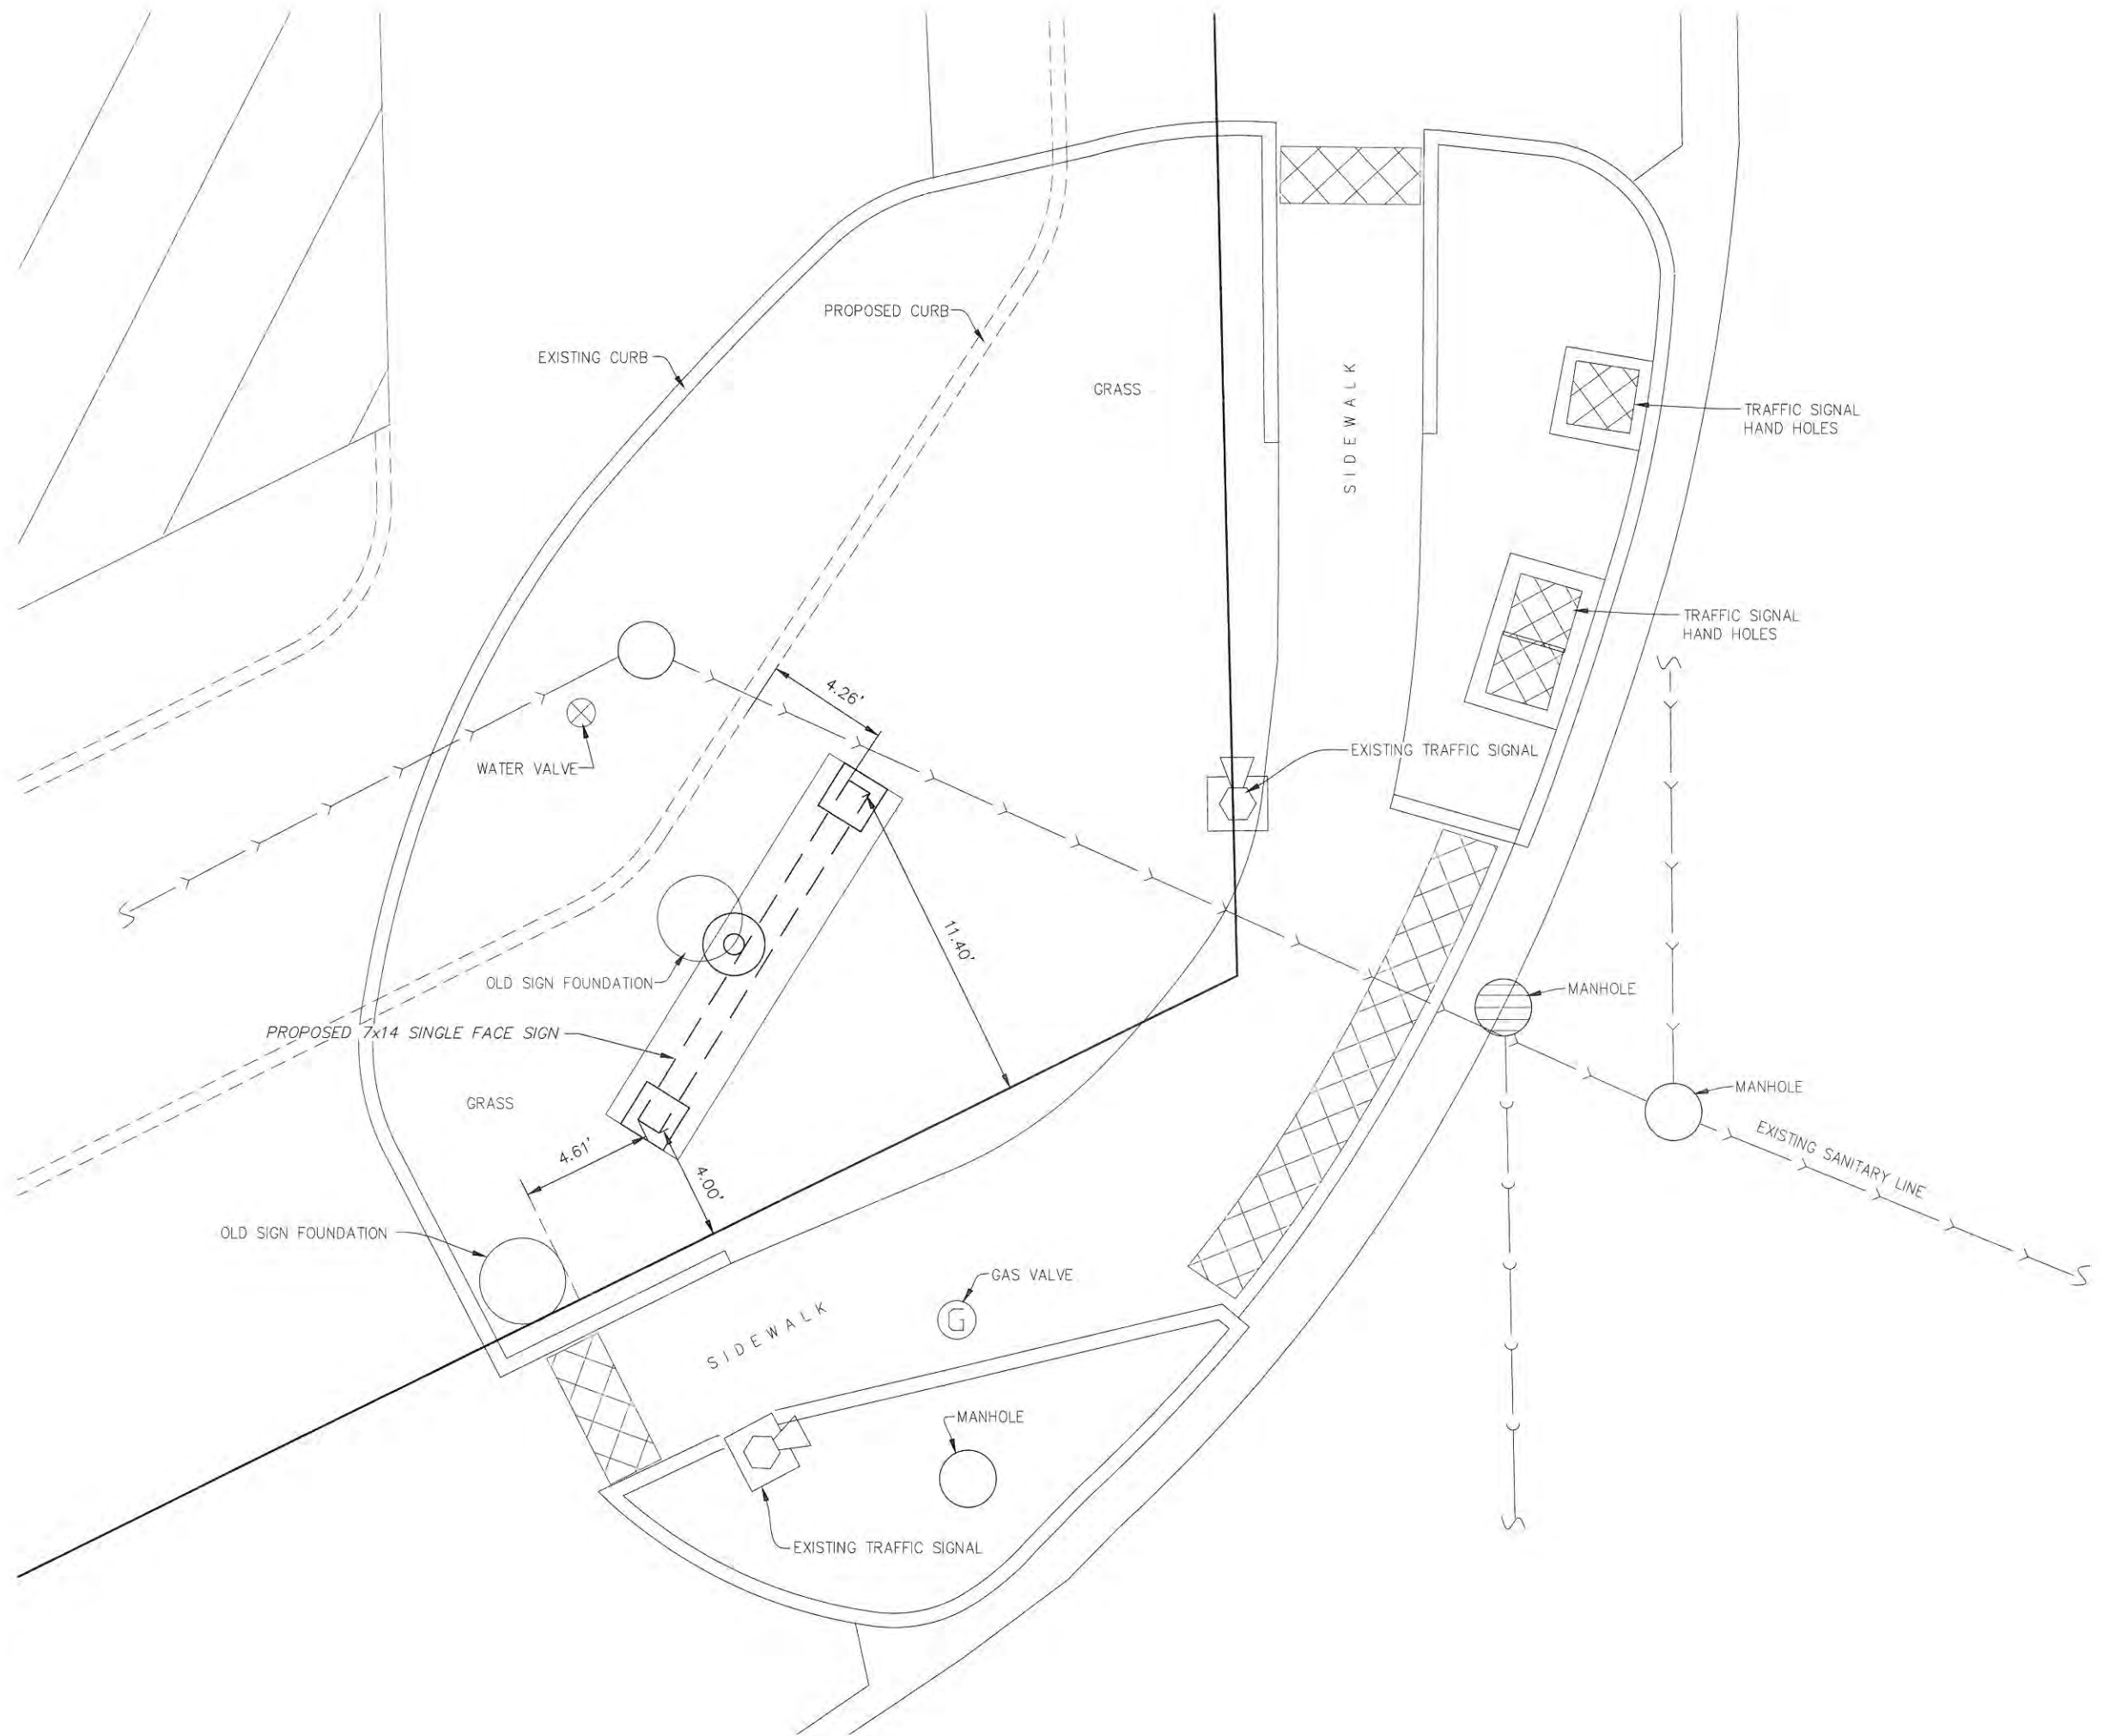 PROPOSED CURB
EXISTING CURB
GRASS
SIDEWALK
TRAFFIC SIGNAL
HAND HOLES
TRAFFIC SIGNAL
HAND HOLES
4.26'
EXISTING TRAFFIC SIGNAL
WATER VALVE
11.40'
OLD SIGN FOUNDATION
MANHOLE
PROPOSED 7x14 SINGLE FACE SIGN
MANHOLE
GRASS
EXISTING SANITARY LINE
4.61'
4.00'
OLD SIGN FOUNDATION
GAS VALVE
G
SIDEWALK
MANHOLE
EXISTING TRAFFIC SIGNAL